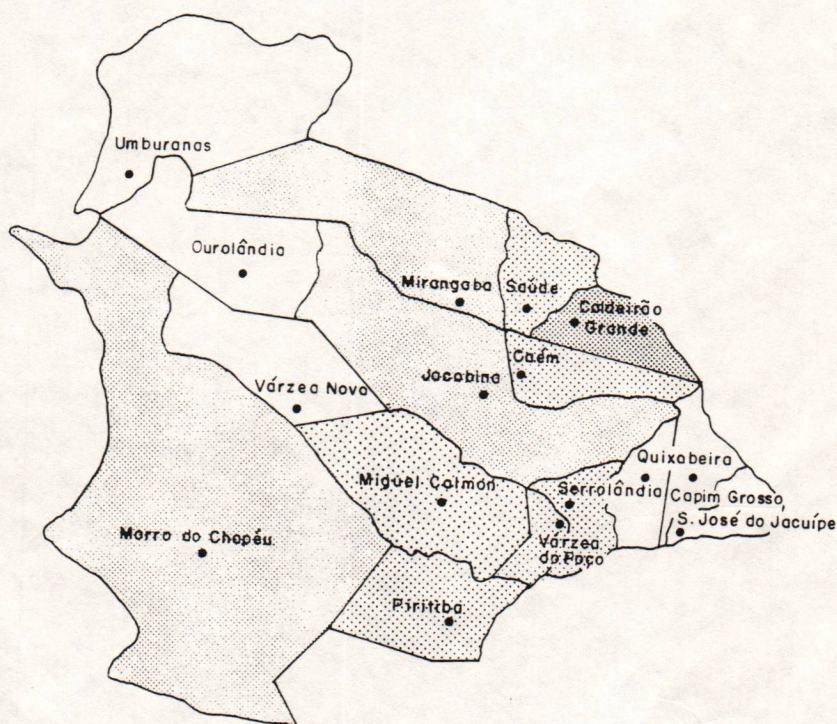 Umburanas
Ourolândia
Mirangaba
Saúde
Caldeirão
Grande
Caém
Jacobina
Várzea Nova
Quixabeira
Miguel Calmon
Serrolândia
Capim Grosso
S. José do Jacuípe
Várzea
do Poço
Morro do Chapéu
Piritiba